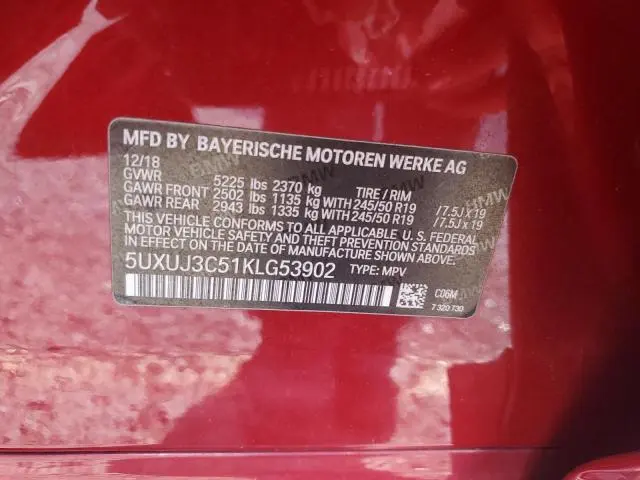 MFD BY BAYERISCHE MOTOREN WERKE AG
12/18
GVWR 5225 lbs 2370 kg TIRE / RIM
GAWR FRONT 2502 lbs 1135 kg WITH 245/50 R19 /7.5J x 19
GAWR REAR 2943 lbs 1335 kg WITH 245/50 R19 /7.5J x 19
THIS VEHICLE CONFORMS TO ALL APPLICABLE U.S. FEDERAL
MOTOR VEHICLE SAFETY STANDARDS IN EFFECT ON THE
DATE OF MANUFACTURE SHOWN ABOVE.
5UXUJ3C51KLG53902 TYPE: MPV
C06M
7 320 730